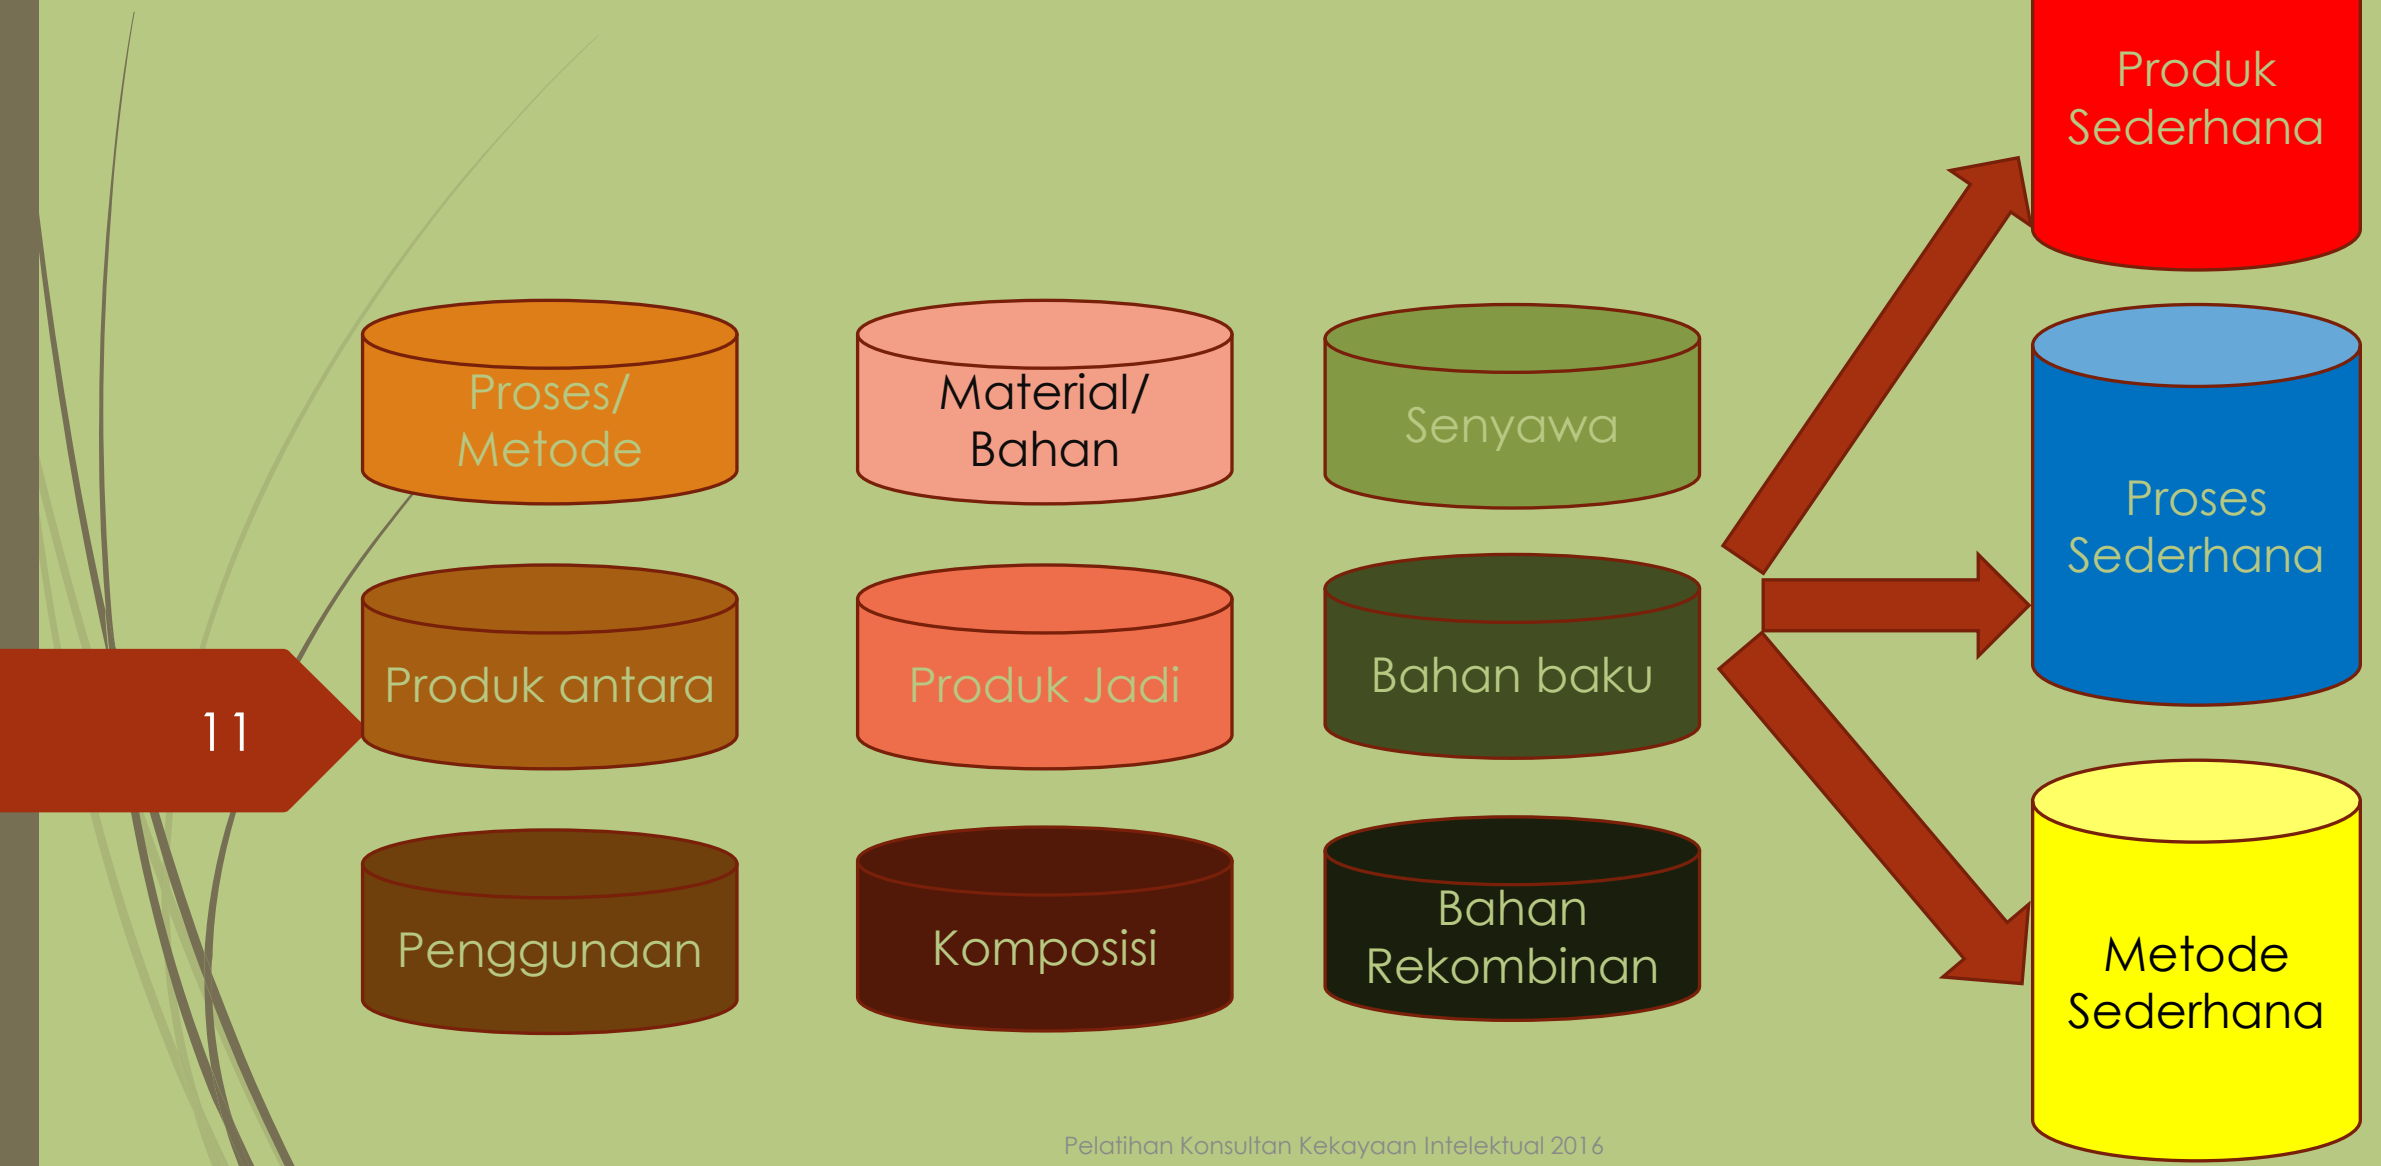 Produk
Sederhana
Proses/
Metode
Material/
Bahan
Senyawa
Proses
Sederhana
Produk antara
Produk Jadi
Bahan baku
11
Penggunaan
Komposisi
Bahan
Rekombinan
Metode
Sederhana
Pelatihan Konsultan Kekayaan Intelektual 2016